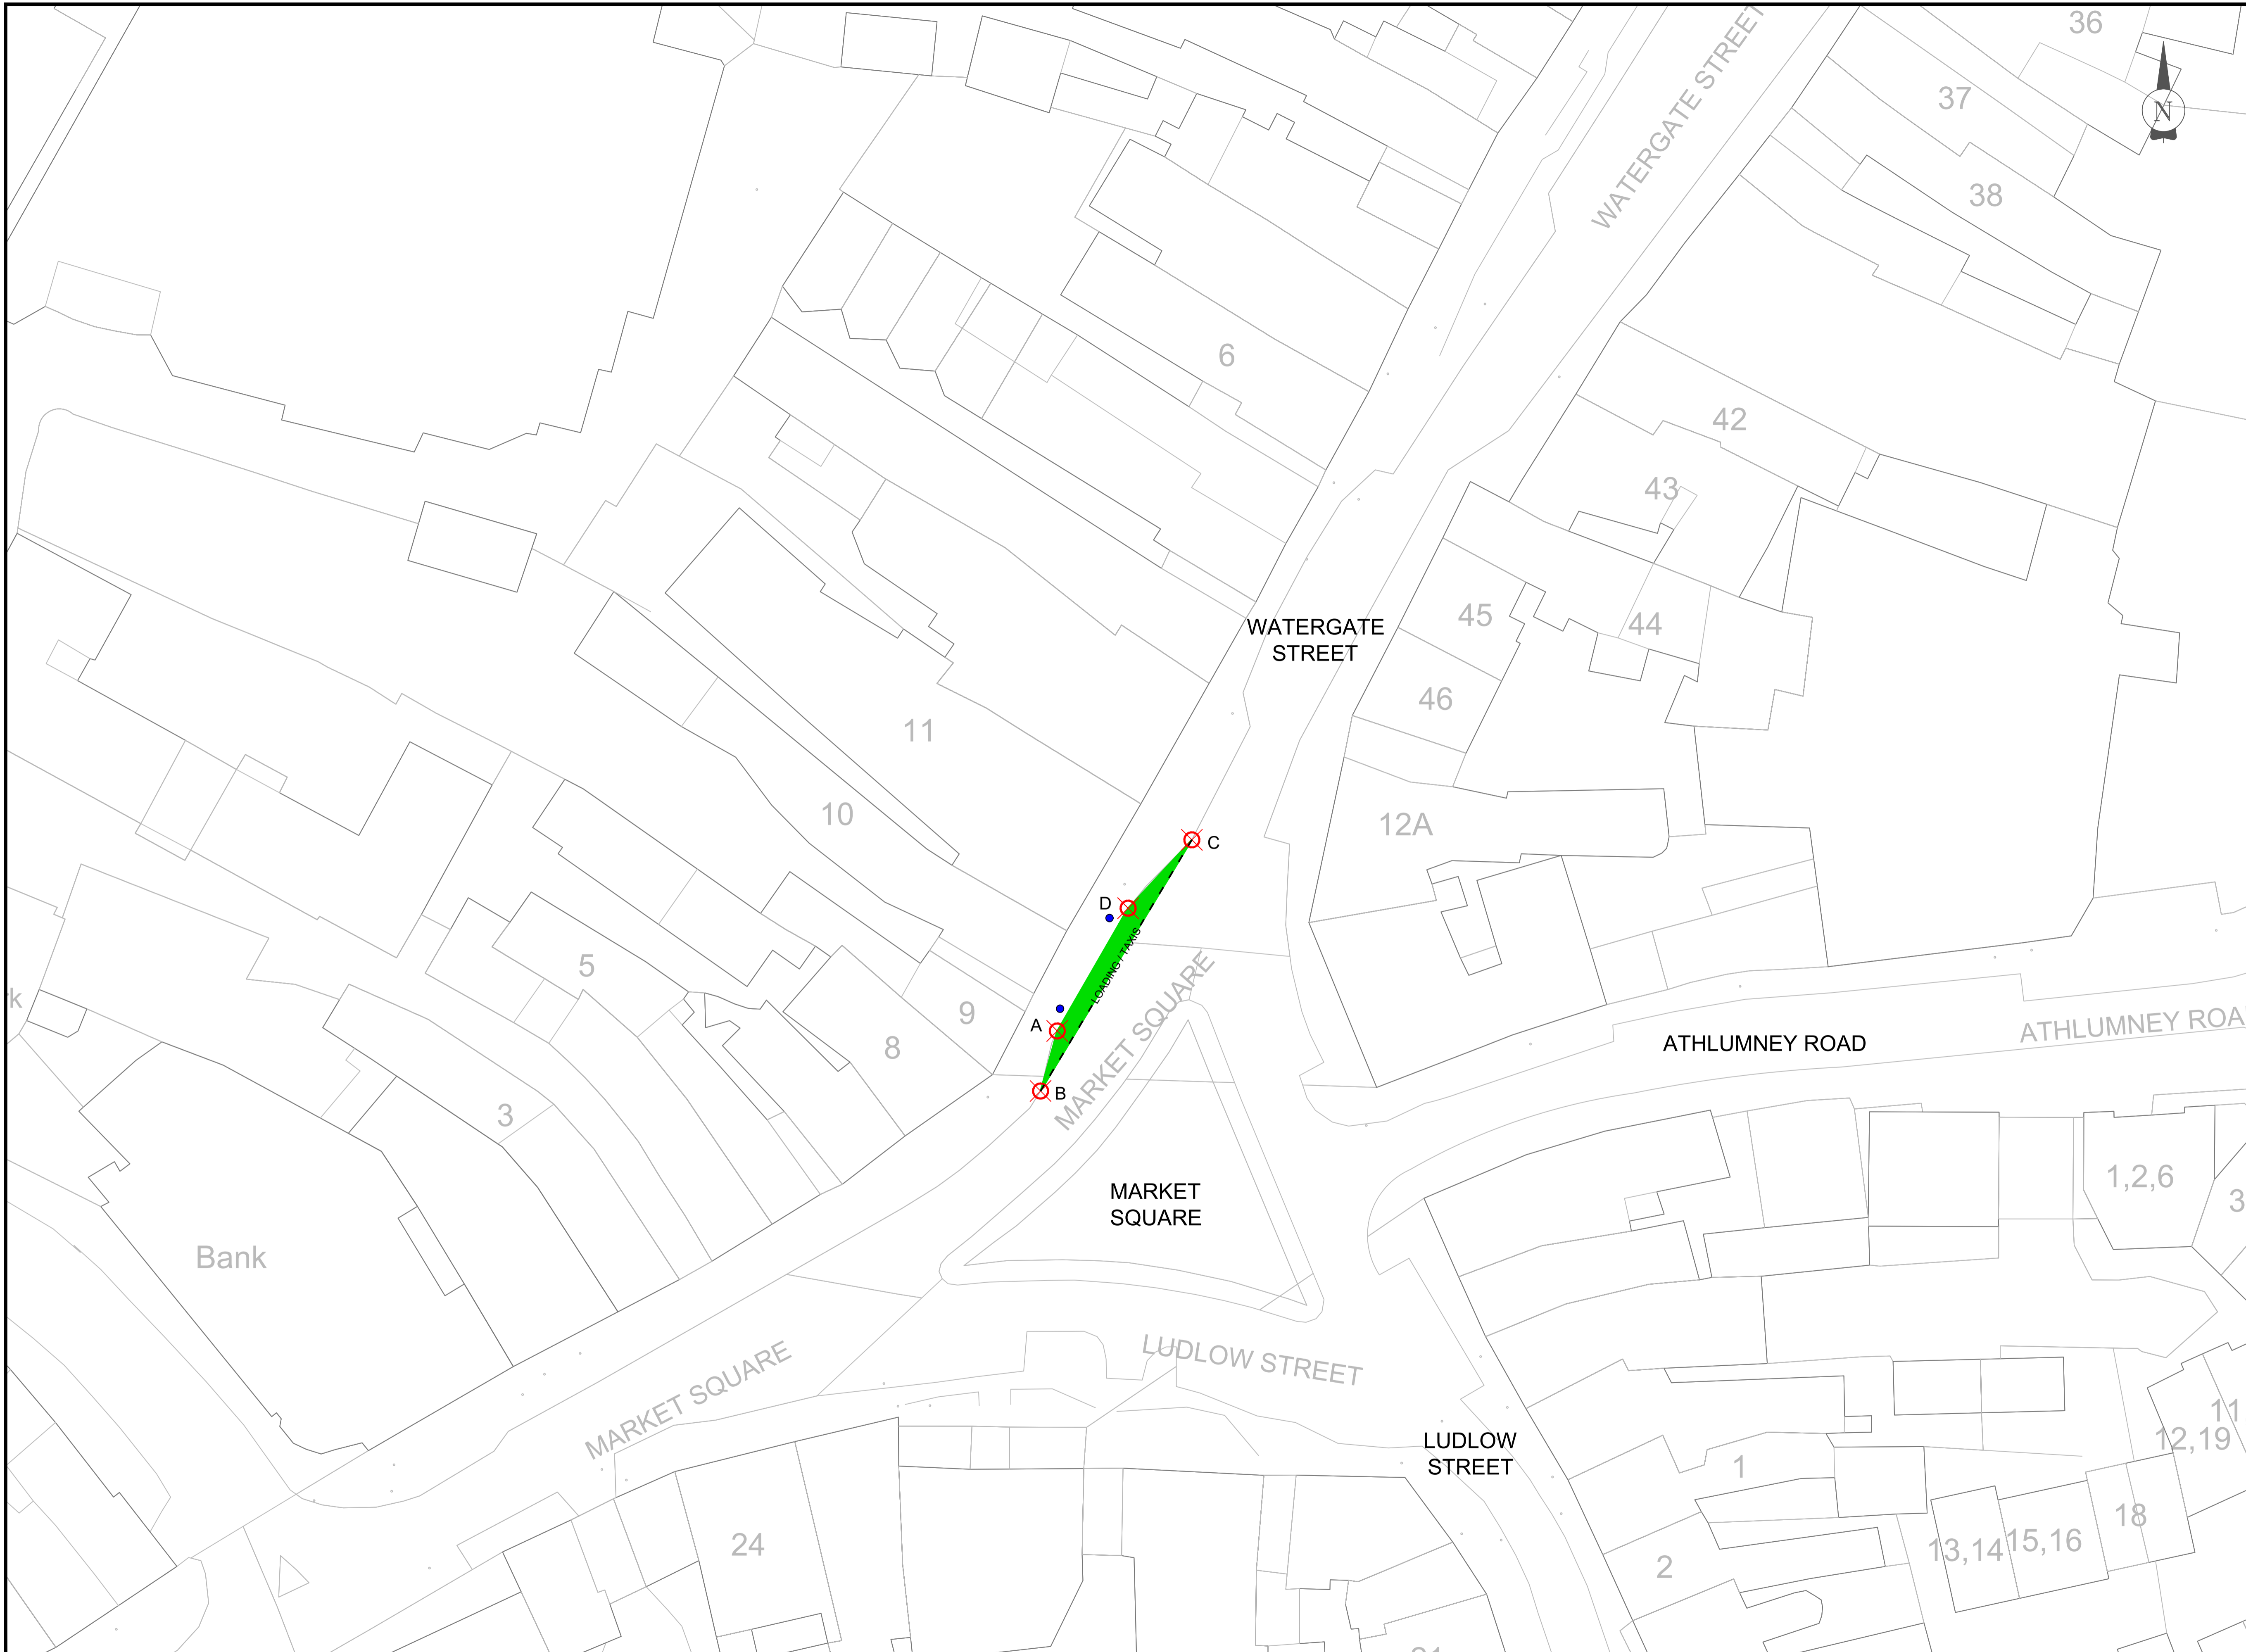 36
WATERGATE STREET
37
N
38
6
42
43
WATERGATE
STREET
45
44
46
11
10
12A
C
D
LOADING / TAXIS
5
MARKET SQUARE
9
A
8
ATHLUMNEY ROAD
B
3
MARKET
SQUARE
1,2,6
3
Bank
LUDLOW STREET
MARKET SQUARE
LUDLOW
STREET
11
12,19
1
18
24
13,14
15,16
2